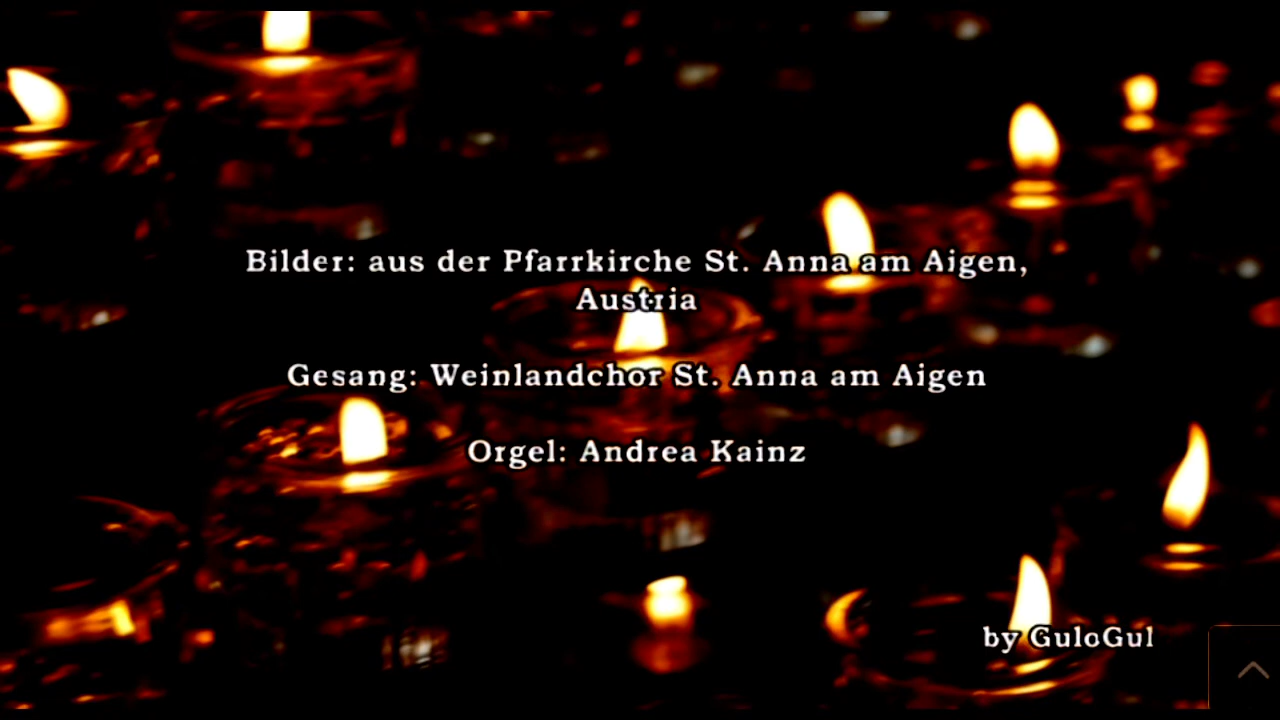 Bilder: aus der Pfarrkirche St. Anna am Aigen,
Austria
Gesang: Weinlandchor St. Anna am Aigen
Orgel: Andrea Kainz
by GuloGul